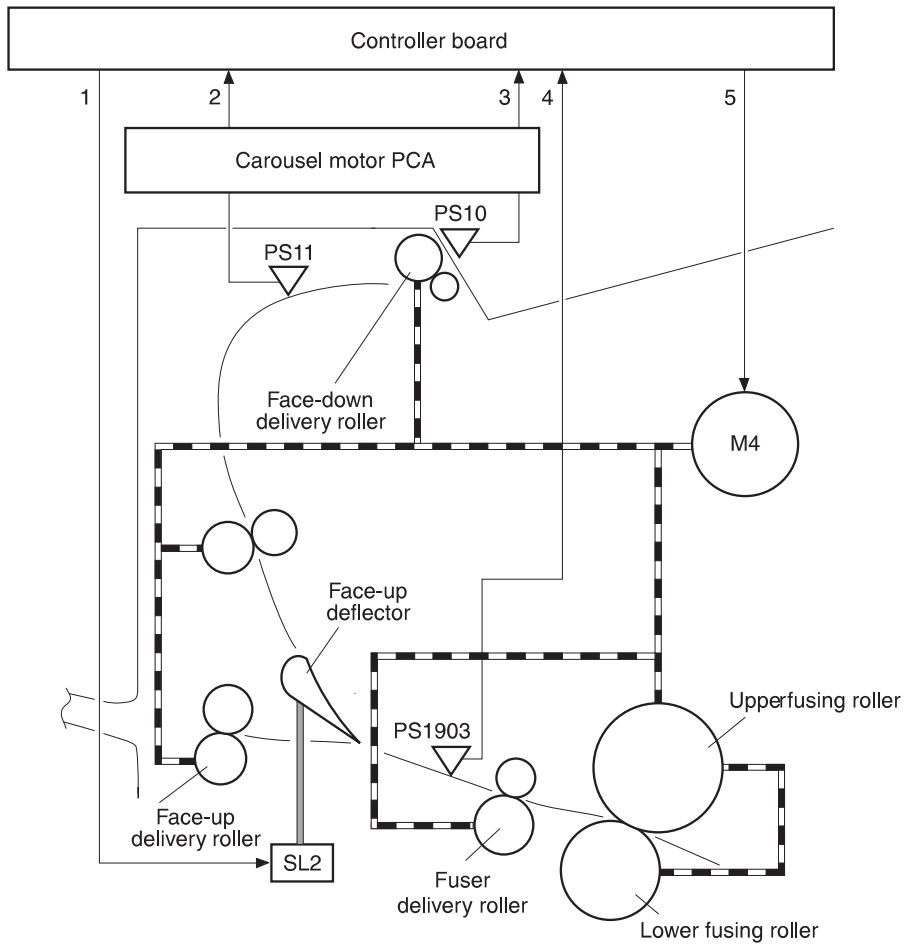 Controller board
1
2
3
4
5
Carousel motor PCA
PS10
PS11
Face-down
delivery roller
M4
Face-up
deflector
Upperfusing roller
PS1903
Face-up
delivery roller
SL2
Fuser
delivery roller
Lower fusing roller